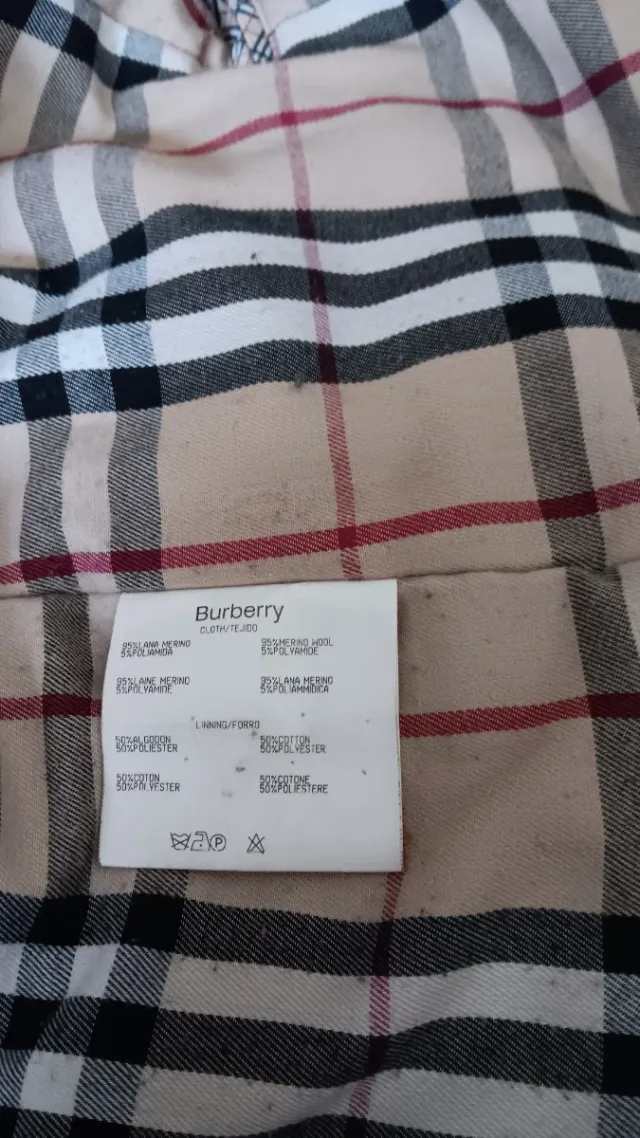 Burberry
CLOTH/TEJIDO
95%LANA MERINO 95%MERINO WOOL
5%POLIAMIDA 5%POLYAMIDE
95%LAINE MERINO 95%LANA MERINO
5%POLYAMIDE 5%POLIAMMIDICA
LINNING/FORRO
50%ALGODON 50%COTTON
50%POLIESTER 50%POLYESTER
50%COTON 50%COTONE
50%POLYESTER 50%POLIESTERE
P